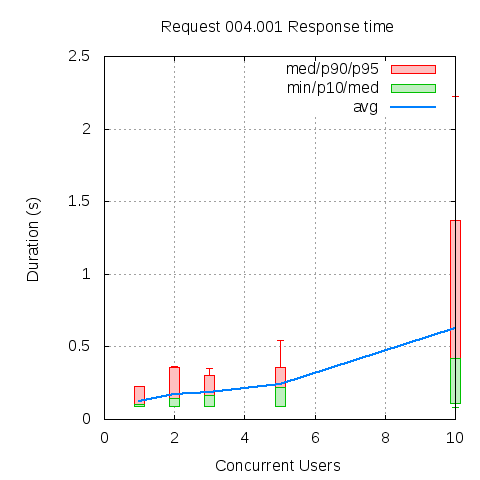 Request 004.001 Response time
2.5
2
1.5
1
0.5
0
0 2 4 6 8 10
Duration (s)
Concurrent Users
med/p90/p95
min/p10/med
avg